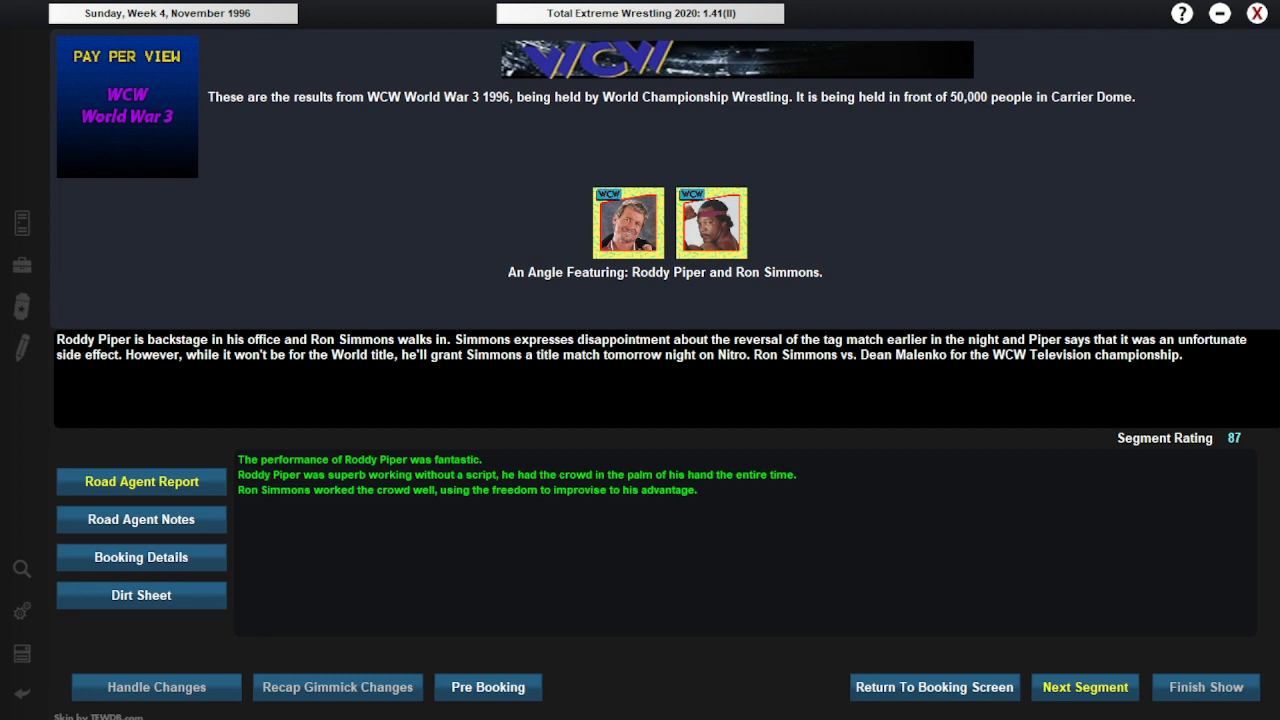 Sunday, Week 4, November 1996
Total Extreme Wrestling 2020: 1.41(II)
?
X
PAY PER VIEW
WCW
World War 3
WCW
These are the results from WCW World War 3 1996, being held by World Championship Wrestling. It is being held in front of 50,000 people in Carrier Dome.
WCW
WCW
An Angle Featuring: Roddy Piper and Ron Simmons.
Roddy Piper is backstage in his office and Ron Simmons walks in. Simmons expresses disappointment about the reversal of the tag match earlier in the night and Piper says that it was an unfortunate
side effect. However, while it won't be for the World title, he'll grant Simmons a title match tomorrow night on Nitro. Ron Simmons vs. Dean Malenko for the WCW Television championship.
Segment Rating 87
The performance of Roddy Piper was fantastic.
Roddy Piper was superb working without a script, he had the crowd in the palm of his hand the entire time.
Ron Simmons worked the crowd well, using the freedom to improvise to his advantage.
Road Agent Report
Road Agent Notes
Booking Details
Dirt Sheet
Handle Changes
Recap Gimmick Changes
Pre Booking
Return To Booking Screen
Next Segment
Finish Show
Skin by TEWDB.com